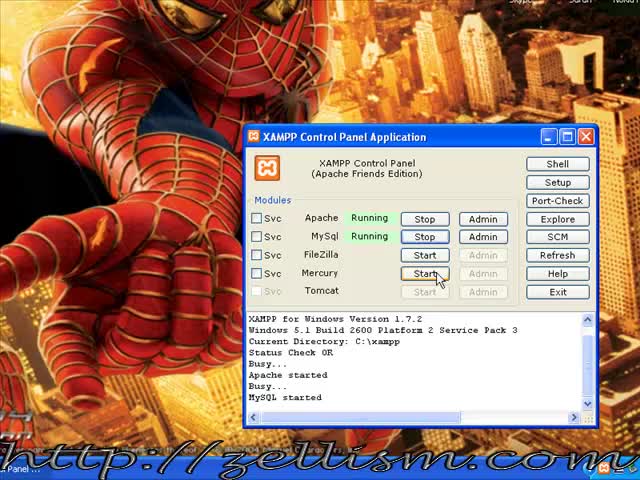 Skype
Nokia
XAMPP Control Panel Application
XAMPP Control Panel
(Apache Friends Edition)
Shell
Setup
Modules
Port-Check
Svc Apache Running Stop Admin Explore
Svc MySql Running Stop Admin SCM
Svc FileZilla Start Admin Refresh
Svc Mercury Start Admin Help
Svc Tomcat Start Admin Exit
XAMPP for Windows Version 1.7.2
Windows 5.1 Build 2600 Platform 2 Service Pack 3
Current Directory: C:\xampp
Status Check OK
Busy...
Apache started
Busy...
MySQL started
http://zellism.com
Panel ...